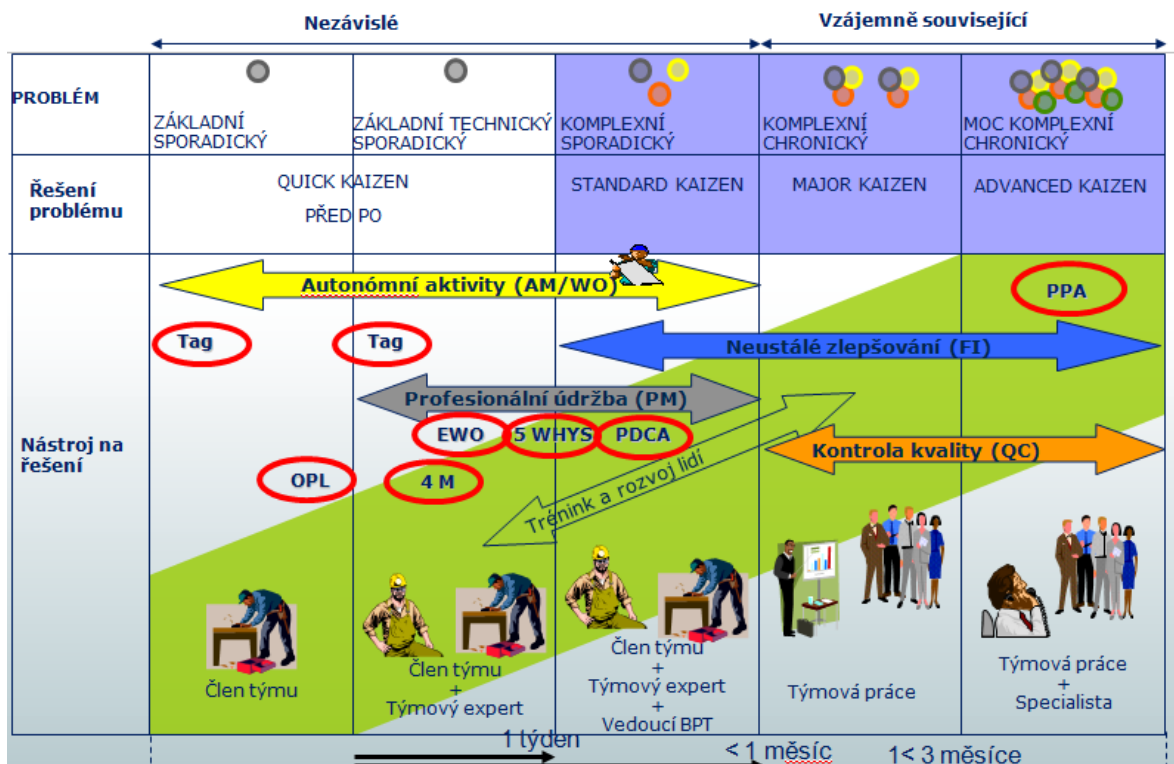 Nezávislé
Vzájemně související
PROBLÉM
ZÁKLADNÍ
SPORADICKÝ
ZÁKLADNÍ TECHNICKÝ
SPORADICKÝ
KOMPLEXNÍ
SPORADICKÝ
KOMPLEXNÍ
CHRONICKÝ
MOC KOMPLEXNÍ
CHRONICKÝ
Řešení
problému
QUICK KAIZEN
PŘED PO
STANDARD KAIZEN
MAJOR KAIZEN
ADVANCED KAIZEN
Nástroj na
řešení
Autonómní aktivity (AM/WO)
PPA
Tag
Tag
Neustálé zlepšování (FI)
Profesionální údržba (PM)
EWO
5 WHYS
PDCA
Kontrola kvality (QC)
OPL
4 M
Trénink a rozvoj lidí
Člen týmu
Člen týmu
+
Týmový expert
Člen týmu
+
Týmový expert
+
Vedoucí BPT
Týmová práce
Týmová práce
+
Specialista
1 týden
< 1 měsíc
1< 3 měsíce